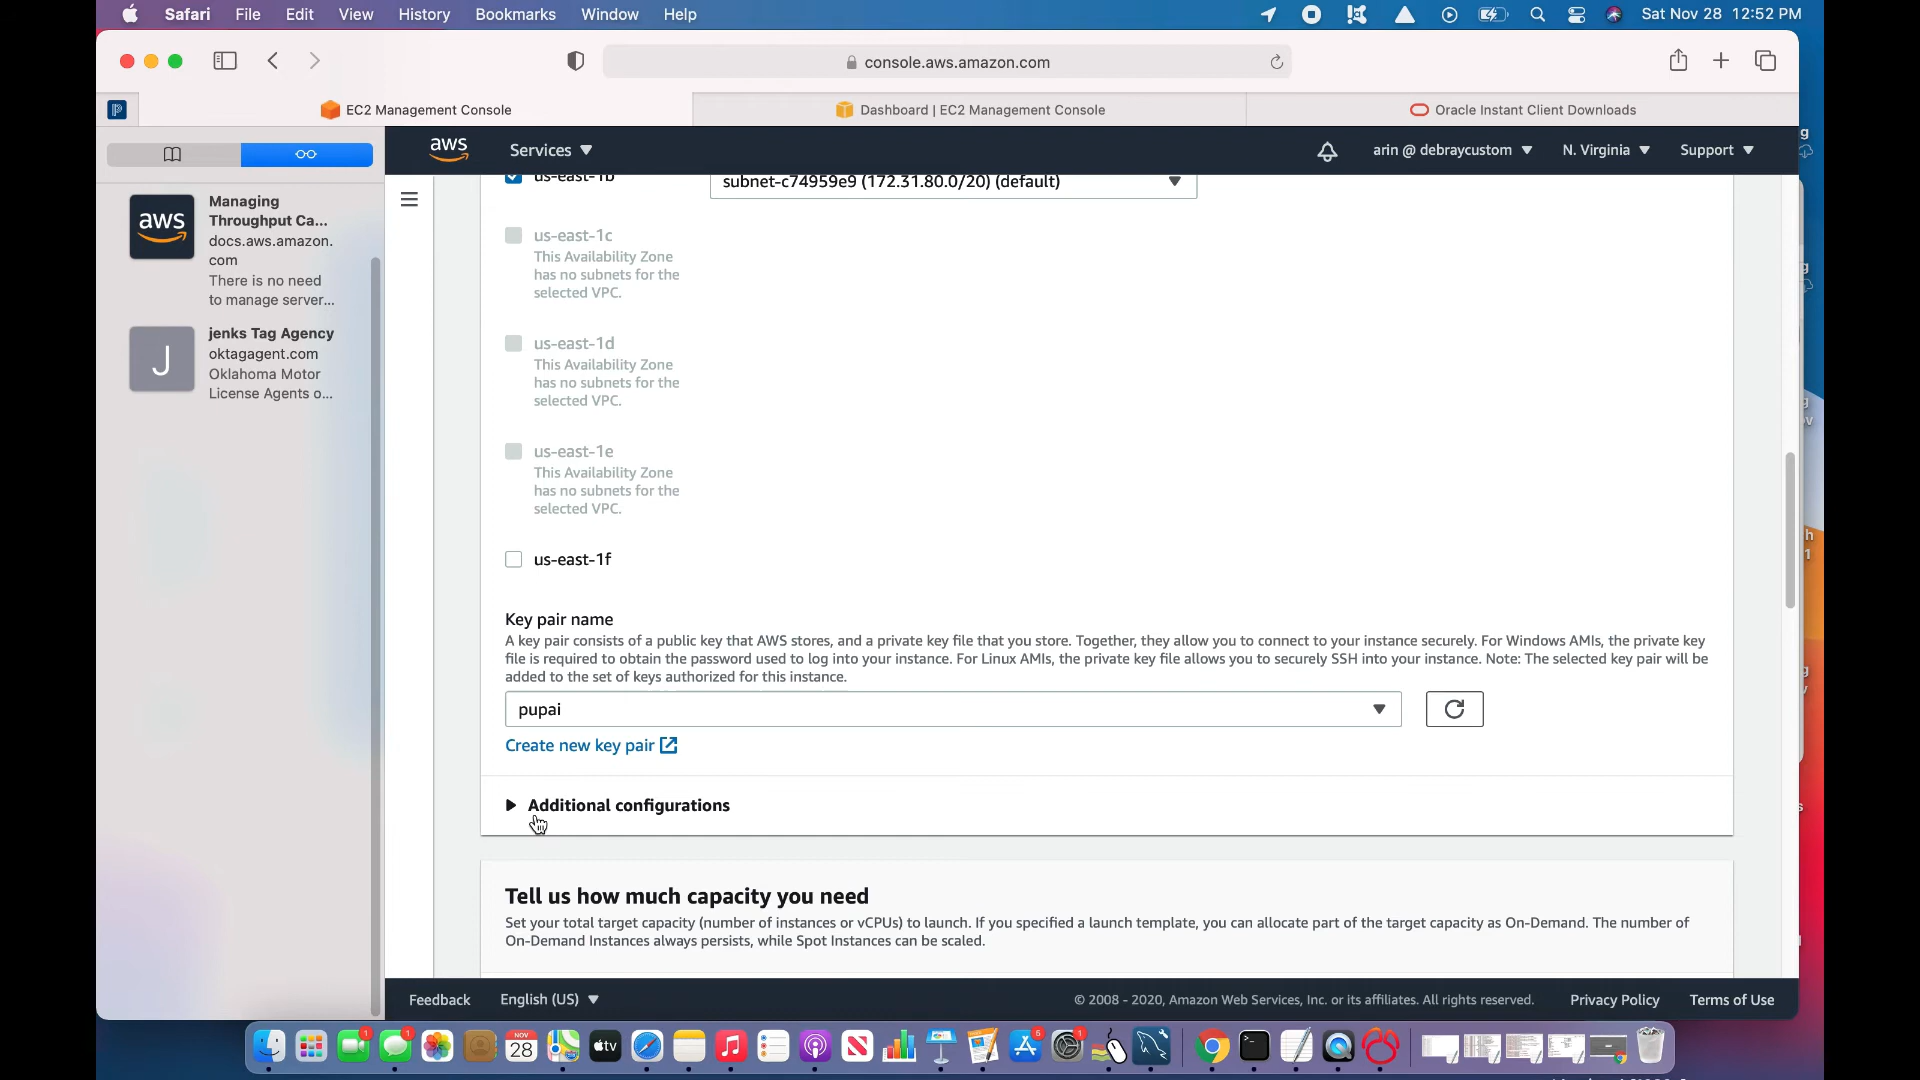 Safari File Edit View History Bookmarks Window Help
Sat Nov 28 12:52 PM
console.aws.amazon.com
EC2 Management Console
Dashboard | EC2 Management Console
Oracle Instant Client Downloads
aws
Services
arin @ debraycustom
N. Virginia
Support
aws
Managing
Throughput Ca...
docs.aws.amazon.
com
There is no need
to manage server...
J
jenks Tag Agency
oktagagent.com
Oklahoma Motor
License Agents o...
us-east-1b
subnet-c74959e9 (172.31.80.0/20) (default)
us-east-1c
This Availability Zone
has no subnets for the
selected VPC.
us-east-1d
This Availability Zone
has no subnets for the
selected VPC.
us-east-1e
This Availability Zone
has no subnets for the
selected VPC.
us-east-1f
Key pair name
A key pair consists of a public key that AWS stores, and a private key file that you store. Together, they allow you to connect to your instance securely. For Windows AMIs, the private key
file is required to obtain the password used to log into your instance. For Linux AMIs, the private key file allows you to securely SSH into your instance. Note: The selected key pair will be
added to the set of keys authorized for this instance.
pupai
Create new key pair
Additional configurations
Tell us how much capacity you need
Set your total target capacity (number of instances or vCPUs) to launch. If you specified a launch template, you can allocate part of the target capacity as On-Demand. The number of
On-Demand Instances always persists, while Spot Instances can be scaled.
Feedback
English (US)
© 2008 - 2020, Amazon Web Services, Inc. or its affiliates. All rights reserved.
Privacy Policy
Terms of Use
1
1
NOV
28
tv
6
1